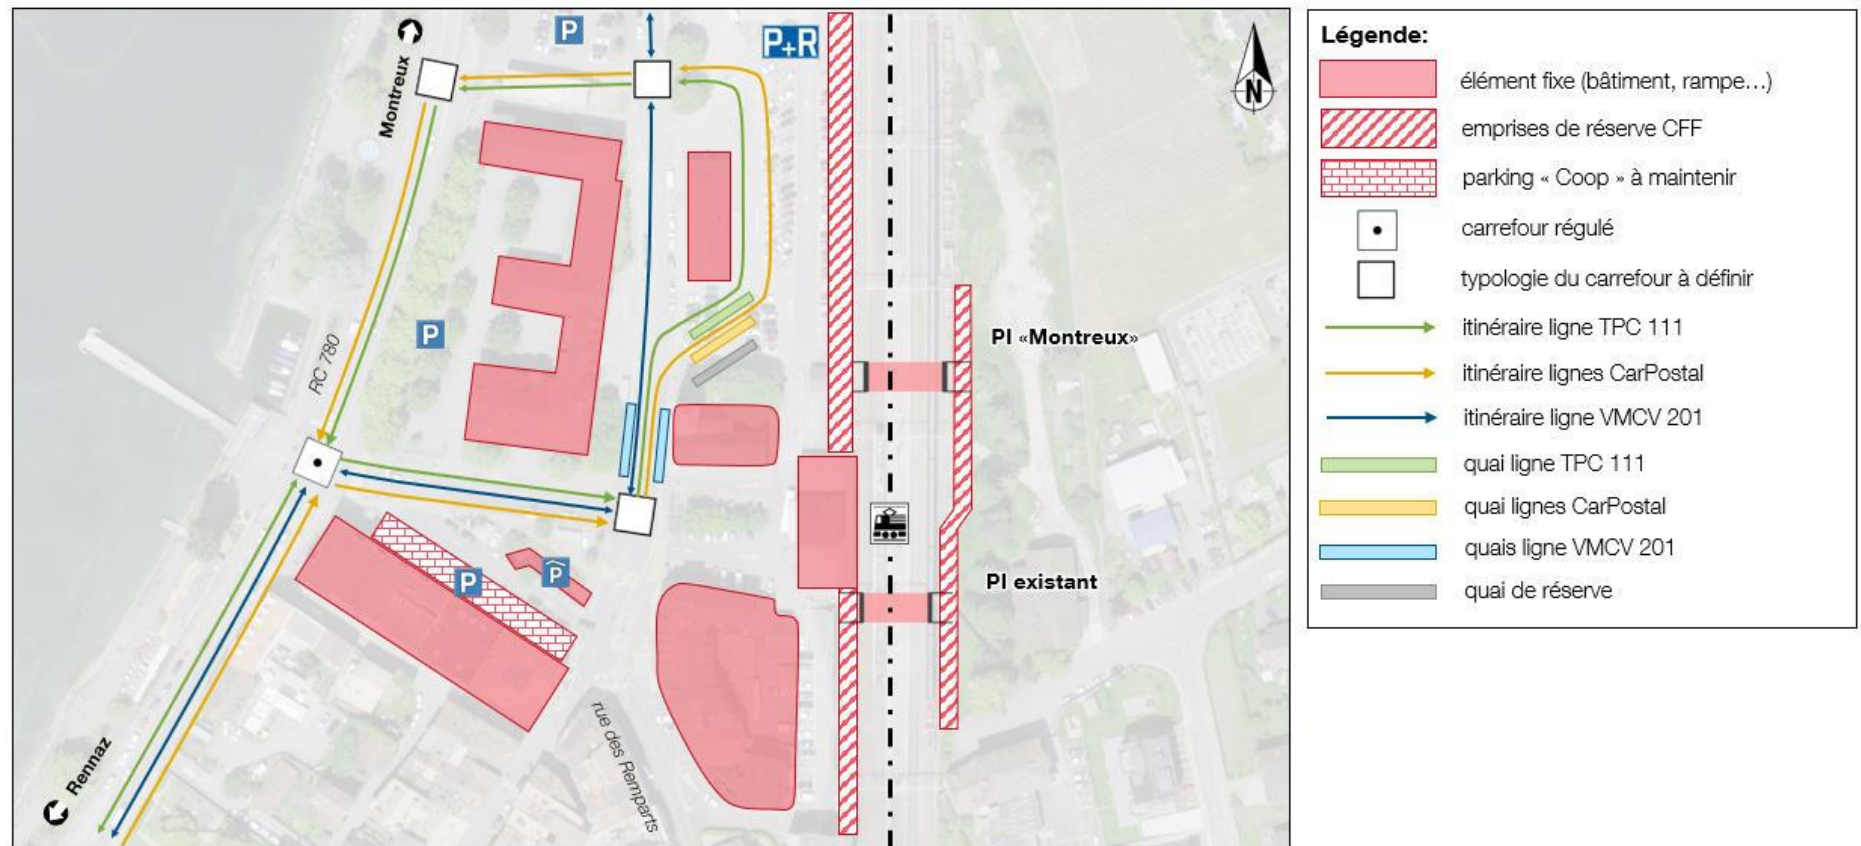 P
P+R
Montreux
N
P
RC 780
PI «Montreux»
PI existant
P
P
Rennaz
rue des Remparts
Légende:
élément fixe (bâtiment, rampe…)
emprises de réserve CFF
parking « Coop » à maintenir
carrefour régulé
typologie du carrefour à définir
itinéraire ligne TPC 111
itinéraire lignes CarPostal
itinéraire ligne VMCV 201
quai ligne TPC 111
quai lignes CarPostal
quais ligne VMCV 201
quai de réserve